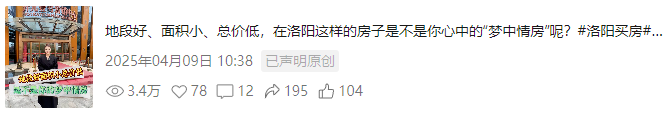 地段好、面积小、总价低，在洛阳这样的房子是不是你心中的“梦中情房”呢？#洛阳买房#...
2025年04月09日 10:38 已声明原创
3.4万 78 12 195 104